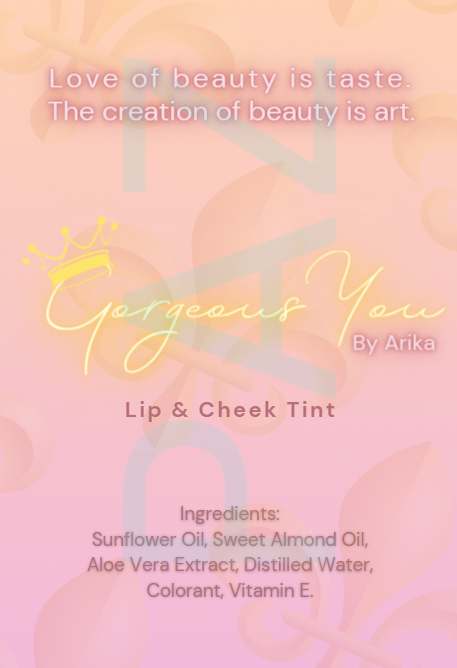 Love of beauty is taste.
The creation of beauty is art.
Gorgeous You
By Arika
Lip & Cheek Tint
Ingredients:
Sunflower Oil, Sweet Almond Oil,
Aloe Vera Extract, Distilled Water,
Colorant, Vitamin E.